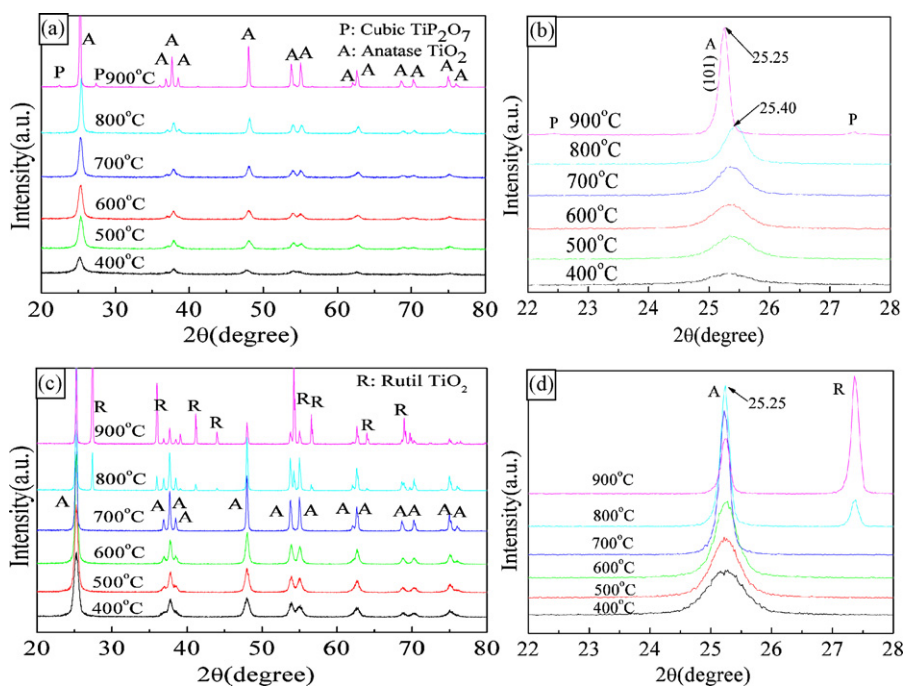 (a)
P: Cubic TiP₂O₇
A: Anatase TiO₂
A
A
A
A
A
A
A
A
A
A
A
A
A
P
P
900°C
800°C
700°C
600°C
500°C
400°C
Intensity(a.u.)
20 30 40 50 60 70 80
2θ(degree)
(b)
A
(101)
25.25
25.40
P
P
900°C
800°C
700°C
600°C
500°C
400°C
Intensity(a.u.)
22 23 24 25 26 27 28
2θ(degree)
(c)
R: Rutil TiO₂
R
R
R
R
R
R
R
R
900°C
800°C
A
A
A
A
A
A
A
A
A
A
A
A
700°C
600°C
500°C
400°C
Intensity(a.u.)
20 30 40 50 60 70 80
2θ(degree)
(d)
A
25.25
R
900°C
800°C
700°C
600°C
500°C
400°C
Intensity(a.u.)
22 23 24 25 26 27 28
2θ(degree)